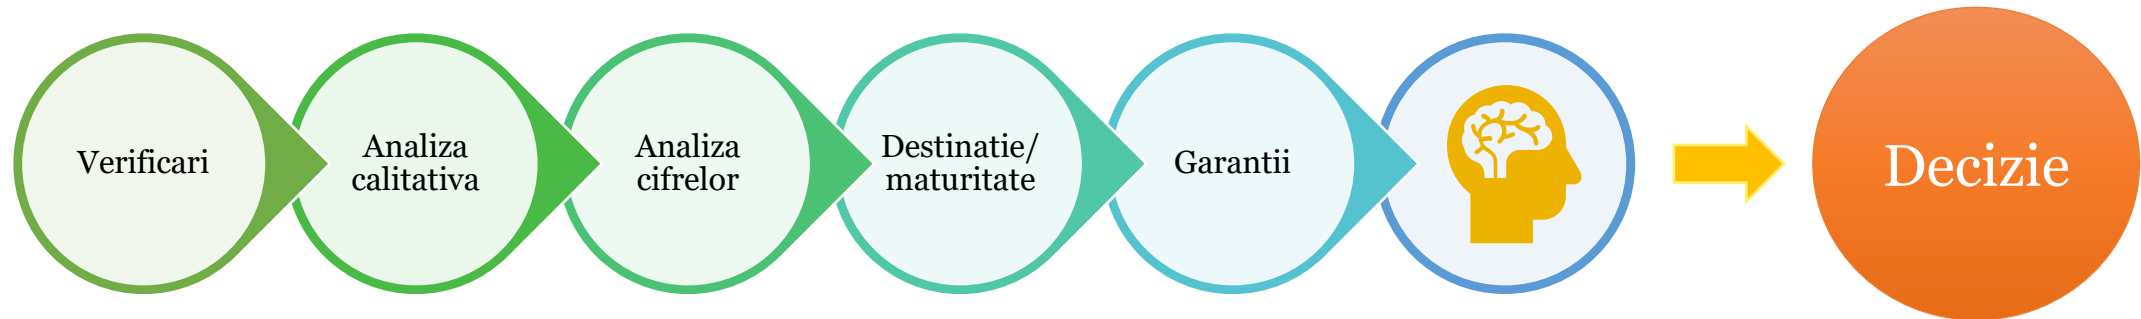 Verificari
Analiza
calitativa
Analiza
cifrelor
Destinatie/
maturitate
Garantii
Decizie